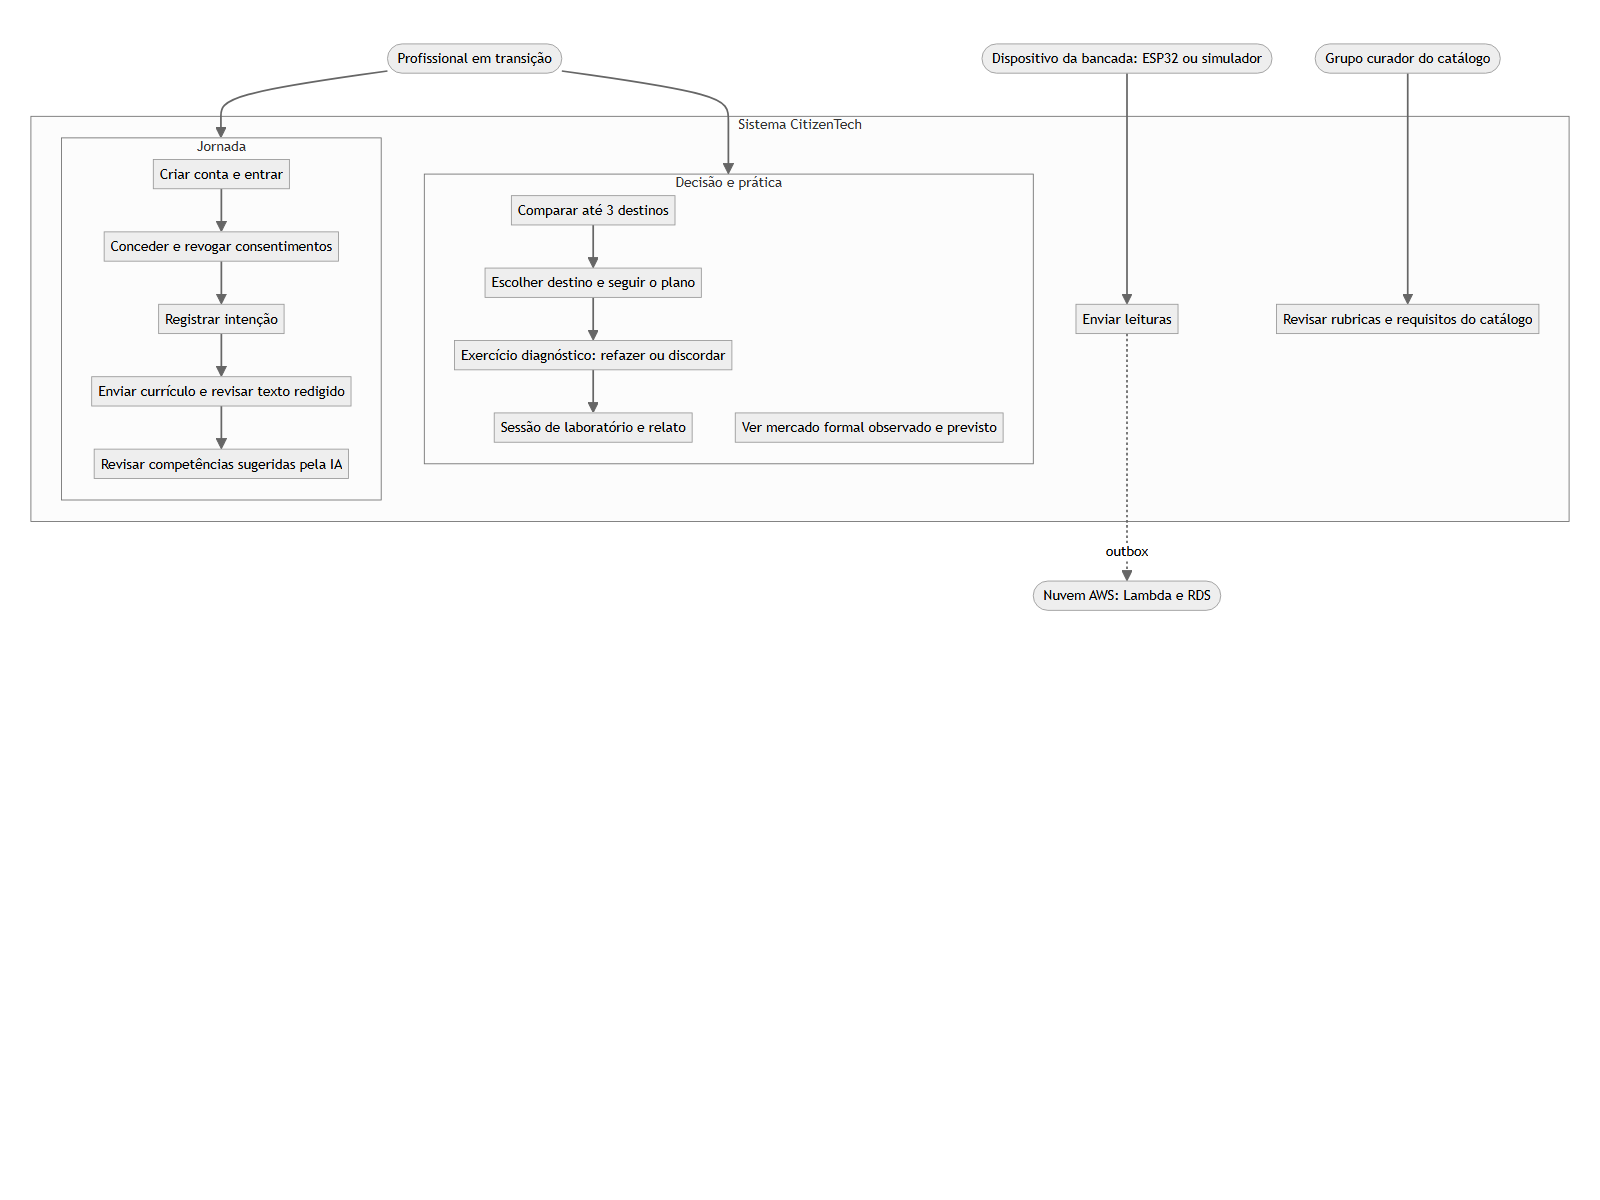 Profissional em transição
Dispositivo da bancada: ESP32 ou simulador
Grupo curador do catálogo
Sistema CitizenTech
Jornada
Criar conta e entrar
Conceder e revogar consentimentos
Registrar intenção
Enviar currículo e revisar texto redigido
Revisar competências sugeridas pela IA
Decisão e prática
Comparar até 3 destinos
Escolher destino e seguir o plano
Exercício diagnóstico: refazer ou discordar
Sessão de laboratório e relato
Ver mercado formal observado e previsto
Enviar leituras
Revisar rubricas e requisitos do catálogo
outbox
Nuvem AWS: Lambda e RDS